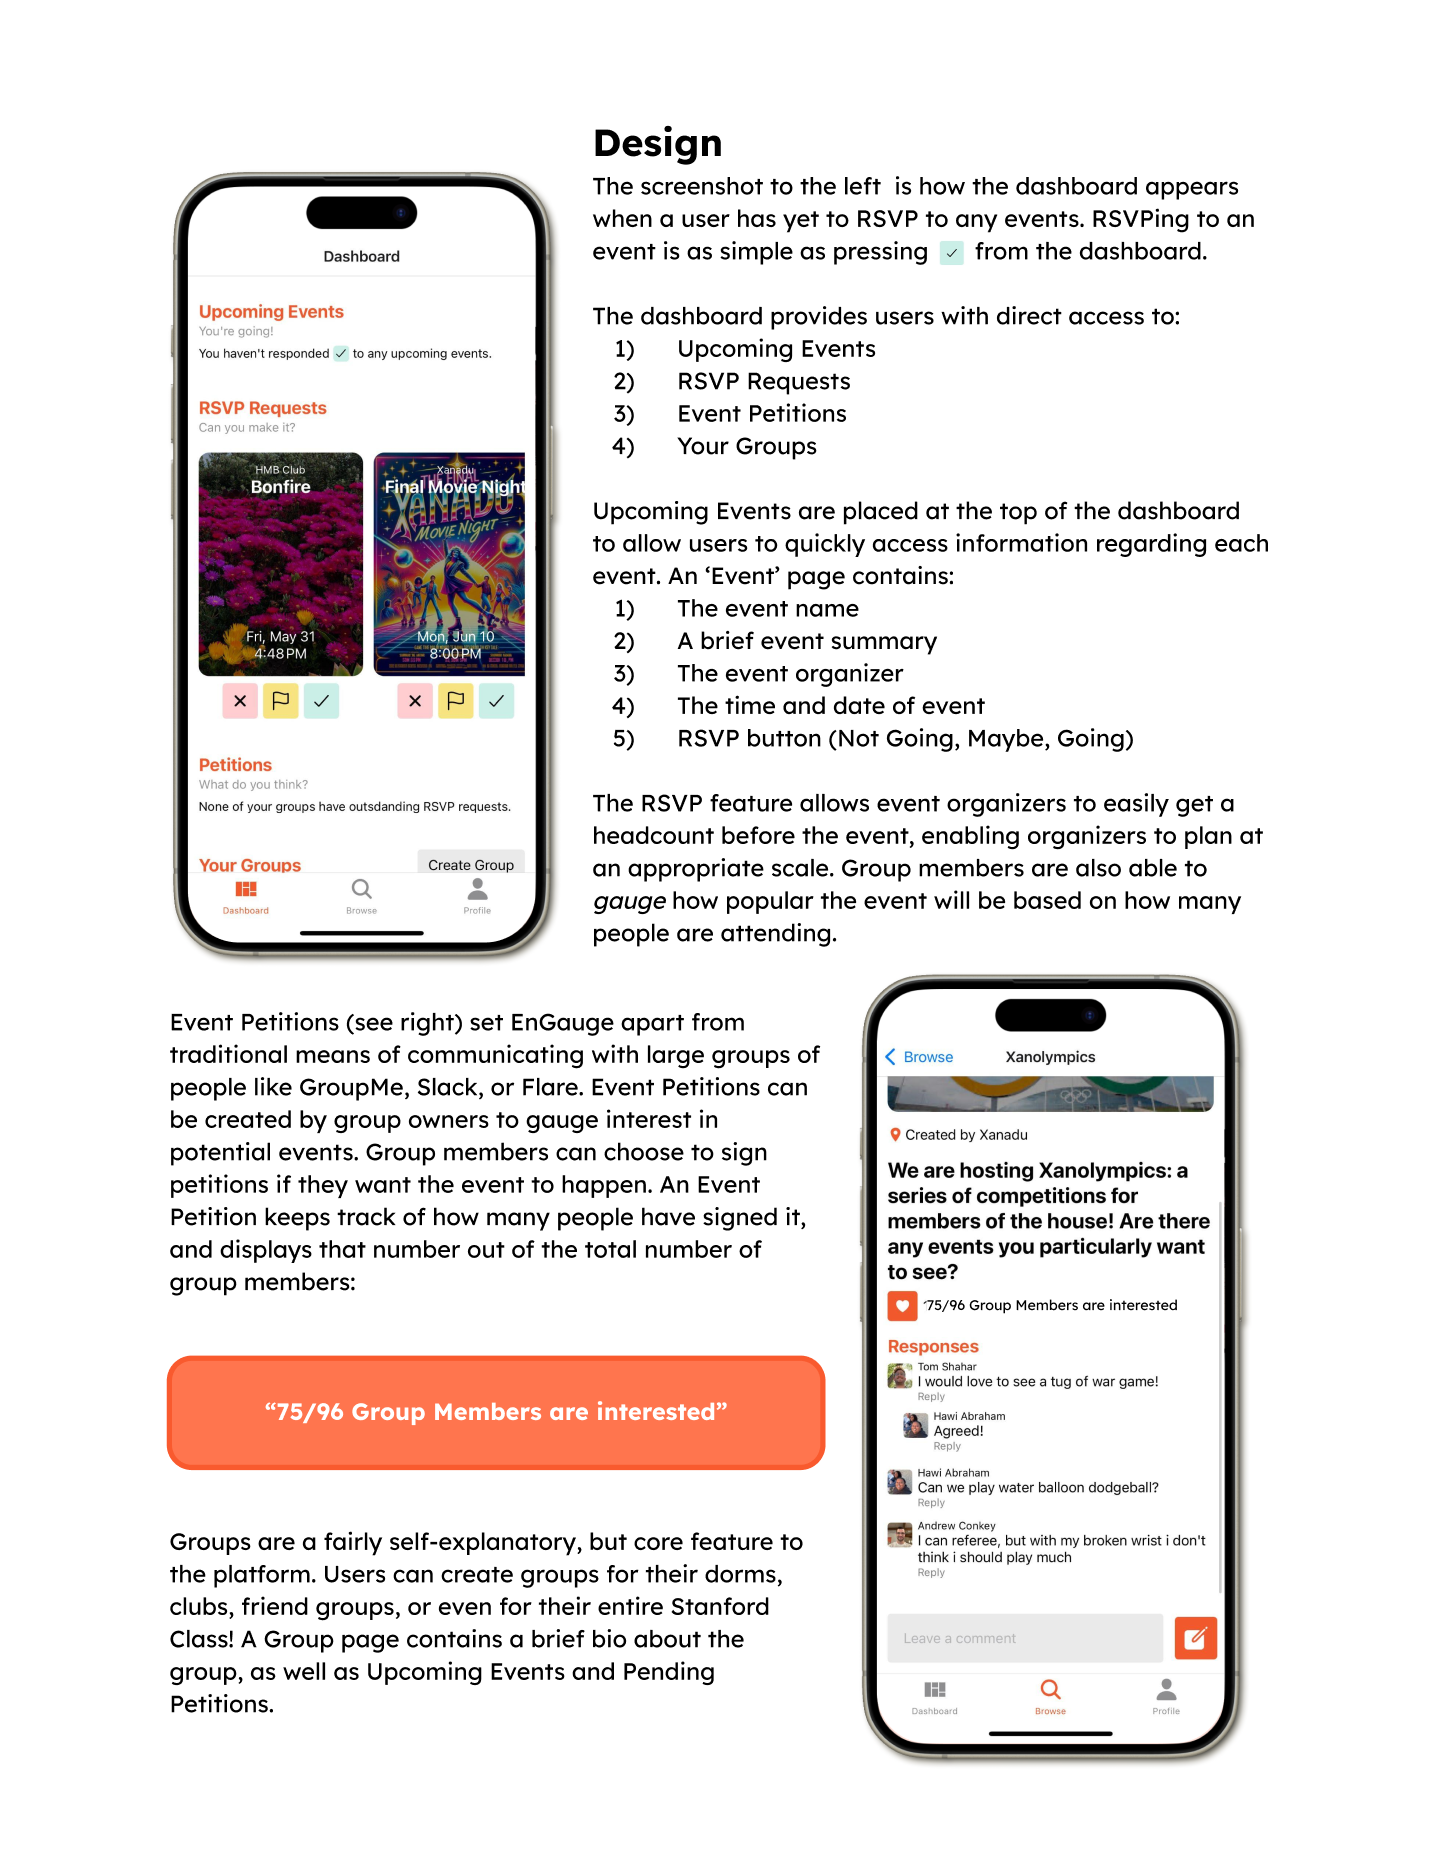 Design
The screenshot to the left is how the dashboard appears
when a user has yet to RSVP to any events. RSVPing to an
event is as simple as pressing ✓ from the dashboard.
The dashboard provides users with direct access to:
1) Upcoming Events
2) RSVP Requests
3) Event Petitions
4) Your Groups
Upcoming Events are placed at the top of the dashboard
to allow users to quickly access information regarding each
event. An ‘Event’ page contains:
1) The event name
2) A brief event summary
3) The event organizer
4) The time and date of event
5) RSVP button (Not Going, Maybe, Going)
The RSVP feature allows event organizers to easily get a
headcount before the event, enabling organizers to plan at
an appropriate scale. Group members are also able to
gauge how popular the event will be based on how many
people are attending.
Dashboard
Upcoming Events
You're going!
You haven't responded ✓ to any upcoming events.
RSVP Requests
Can you make it?
HMB Club
Bonfire
Fri, May 31
4:48 PM
Xanadu
Final Movie Night
THE FINAL
XANADU
MOVIE NIGHT
Mon, Jun 10
8:00 PM
Petitions
What do you think?
None of your groups have outsdanding RSVP requests.
Your Groups
Create Group
Dashboard
Browse
Profile
Event Petitions (see right) set EnGauge apart from
traditional means of communicating with large groups of
people like GroupMe, Slack, or Flare. Event Petitions can
be created by group owners to gauge interest in
potential events. Group members can choose to sign
petitions if they want the event to happen. An Event
Petition keeps track of how many people have signed it,
and displays that number out of the total number of
group members:
“75/96 Group Members are interested”
Groups are a fairly self-explanatory, but core feature to
the platform. Users can create groups for their dorms,
clubs, friend groups, or even for their entire Stanford
Class! A Group page contains a brief bio about the
group, as well as Upcoming Events and Pending
Petitions.
Browse
Xanolympics
Created by Xanadu
We are hosting Xanolympics: a
series of competitions for
members of the house! Are there
any events you particularly want
to see?
75/96 Group Members are interested
Responses
Tom Shahar
I would love to see a tug of war game!
Reply
Hawi Abraham
Agreed!
Reply
Hawi Abraham
Can we play water balloon dodgeball?
Reply
Andrew Conkey
I can referee, but with my broken wrist i don't
think i should play much
Reply
Leave a comment
Dashboard
Browse
Profile